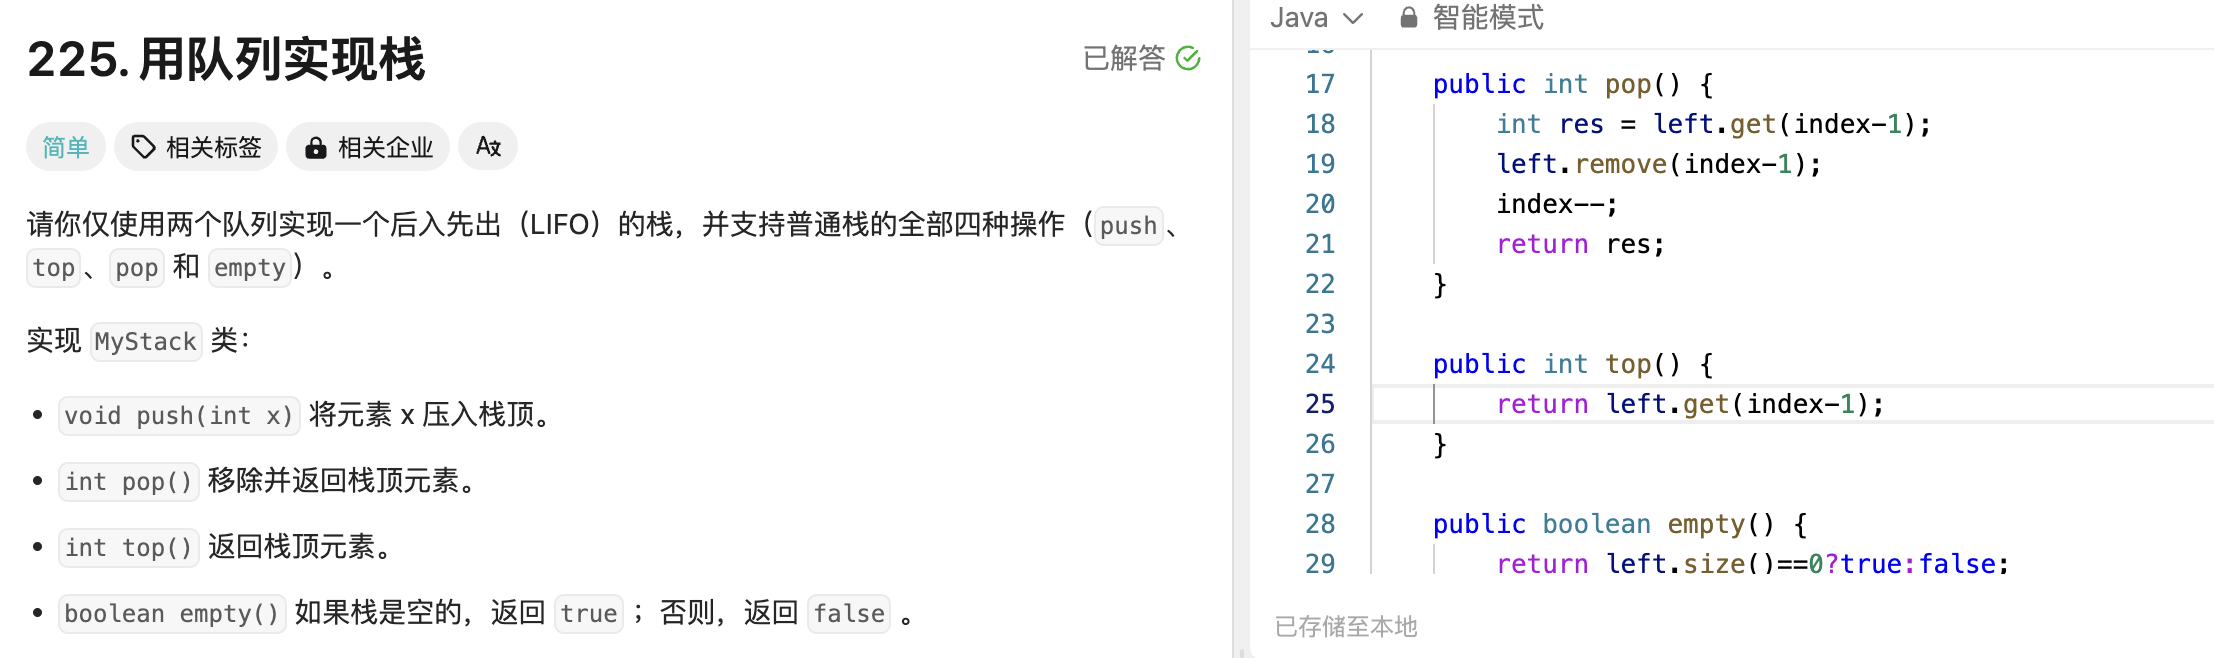 225. 用队列实现栈
已解答
简单 相关标签 相关企业
请你仅使用两个队列实现一个后入先出（LIFO）的栈，并支持普通栈的全部四种操作（push、
top、pop 和 empty）。
实现 MyStack 类：
• void push(int x) 将元素 x 压入栈顶。
• int pop() 移除并返回栈顶元素。
• int top() 返回栈顶元素。
• boolean empty() 如果栈是空的，返回 true ；否则，返回 false 。
Java 智能模式
17 public int pop() {
18 int res = left.get(index-1);
19 left.remove(index-1);
20 index--;
21 return res;
22 }
23
24 public int top() {
25 return left.get(index-1);
26 }
27
28 public boolean empty() {
29 return left.size()==0?true:false;
已存储至本地